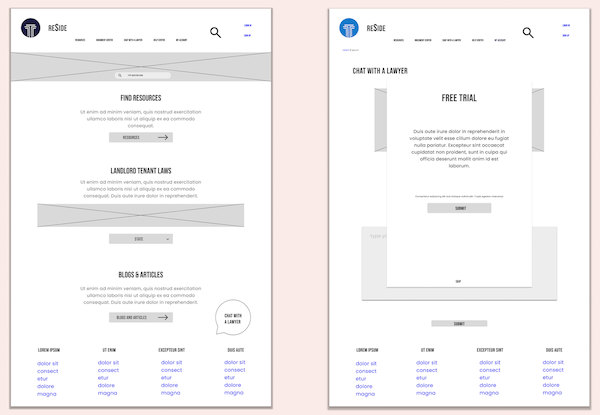 RESIDE
LOG IN
SIGN UP
RESOURCES
DOCUMENT CENTER
CHAT WITH A LAWYER
HELP CENTER
MY ACCOUNT
FIND RESOURCES
Ut enim ad minim veniam, quis nostrud exercitation
ullamco laboris nisi ut aliquip ex ea commodo
consequat.
RESOURCES
LANDLORD TENANT LAWS
Ut enim ad minim veniam, quis nostrud exercitation
ullamco laboris nisi ut aliquip ex ea commodo
consequat. Duis aute irure dolor in reprehenderit.
STATE
BLOGS & ARTICLES
Ut enim ad minim veniam, quis nostrud exercitation
ullamco laboris nisi ut aliquip ex ea commodo
consequat. Duis aute irure dolor in reprehenderit.
BLOGS AND ARTICLES
CHAT WITH
A LAWYER
LOREM IPSUM
UT ENIM
EXCEPTEUR SINT
DUIS AUTE
dolor sit
consect
etur
dolore
magna
dolor sit
consect
etur
dolore
magna
dolor sit
consect
etur
dolore
magna
dolor sit
consect
etur
dolore
magna
RESIDE
LOG IN
SIGN UP
RESOURCES
DOCUMENT CENTER
CHAT WITH A LAWYER
HELP CENTER
MY ACCOUNT
CHAT WITH A LAWYER
FREE TRIAL
Duis aute irure dolor in reprehenderit in
voluptate velit esse cillum dolore eu fugiat
nulla pariatur. Excepteur sint occaecat
cupidatat non proident, sunt in culpa qui
officia deserunt mollit anim id est
laborum.
SUBMIT
SUBMIT
LOREM IPSUM
UT ENIM
EXCEPTEUR SINT
DUIS AUTE
dolor sit
consect
etur
dolore
magna
dolor sit
consect
etur
dolore
magna
dolor sit
consect
etur
dolore
magna
dolor sit
consect
etur
dolore
magna